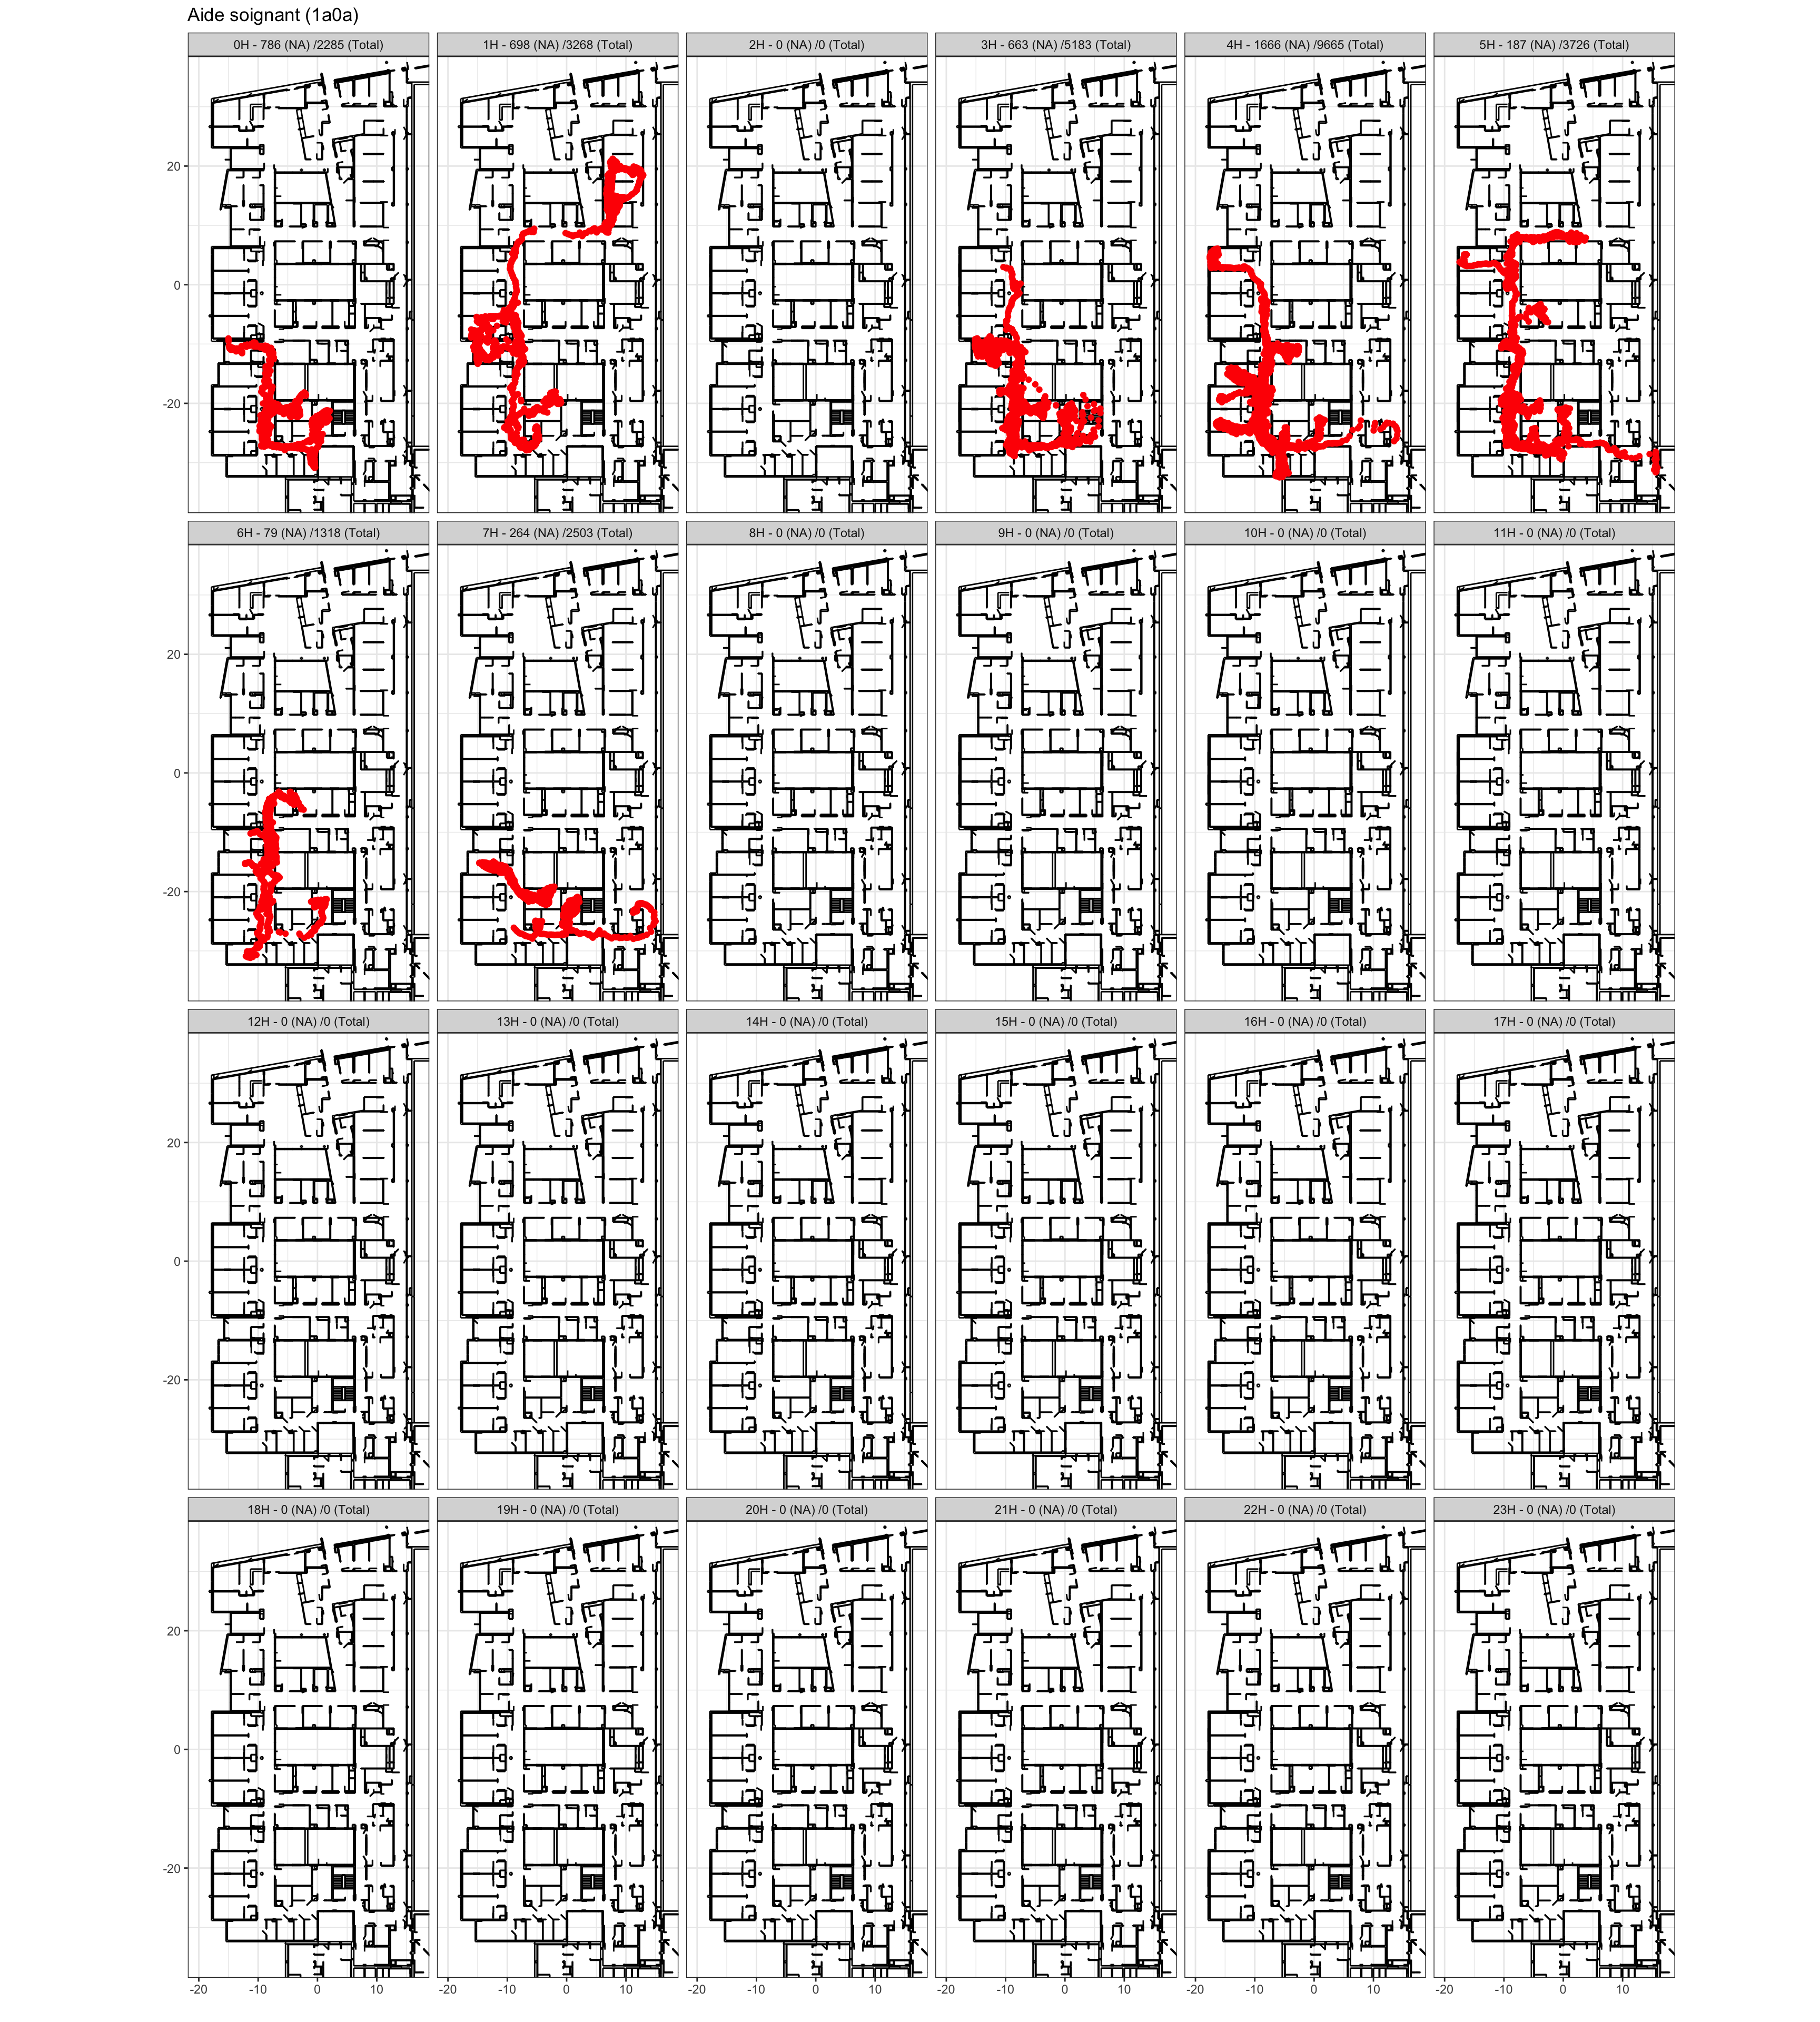 Aide soignant (1a0a)
0H - 786 (NA) /2285 (Total)
1H - 698 (NA) /3268 (Total)
2H - 0 (NA) /0 (Total)
3H - 663 (NA) /5183 (Total)
4H - 1666 (NA) /9665 (Total)
5H - 187 (NA) /3726 (Total)
20
0
-20
6H - 79 (NA) /1318 (Total)
7H - 264 (NA) /2503 (Total)
8H - 0 (NA) /0 (Total)
9H - 0 (NA) /0 (Total)
10H - 0 (NA) /0 (Total)
11H - 0 (NA) /0 (Total)
20
0
-20
12H - 0 (NA) /0 (Total)
13H - 0 (NA) /0 (Total)
14H - 0 (NA) /0 (Total)
15H - 0 (NA) /0 (Total)
16H - 0 (NA) /0 (Total)
17H - 0 (NA) /0 (Total)
20
0
-20
18H - 0 (NA) /0 (Total)
19H - 0 (NA) /0 (Total)
20H - 0 (NA) /0 (Total)
21H - 0 (NA) /0 (Total)
22H - 0 (NA) /0 (Total)
23H - 0 (NA) /0 (Total)
20
0
-20
-20 -10 0 10
-20 -10 0 10
-20 -10 0 10
-20 -10 0 10
-20 -10 0 10
-20 -10 0 10